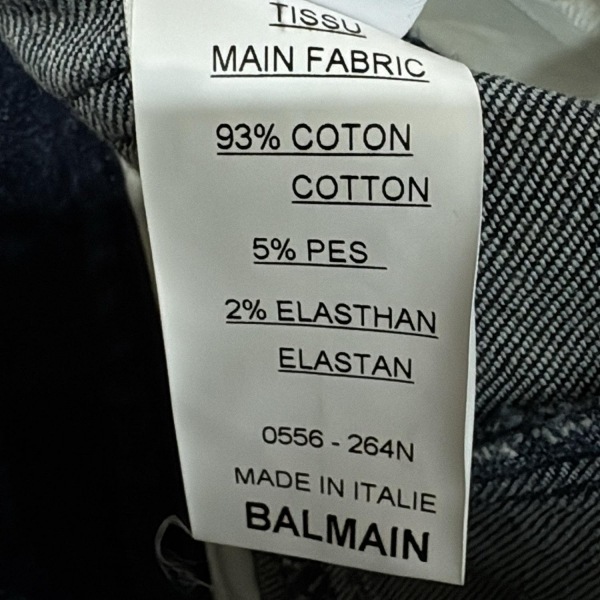 TISSU
MAIN FABRIC
93% COTON
COTTON
5% PES
2% ELASTHAN
ELASTAN
0556 - 264N
MADE IN ITALIE
BALMAIN